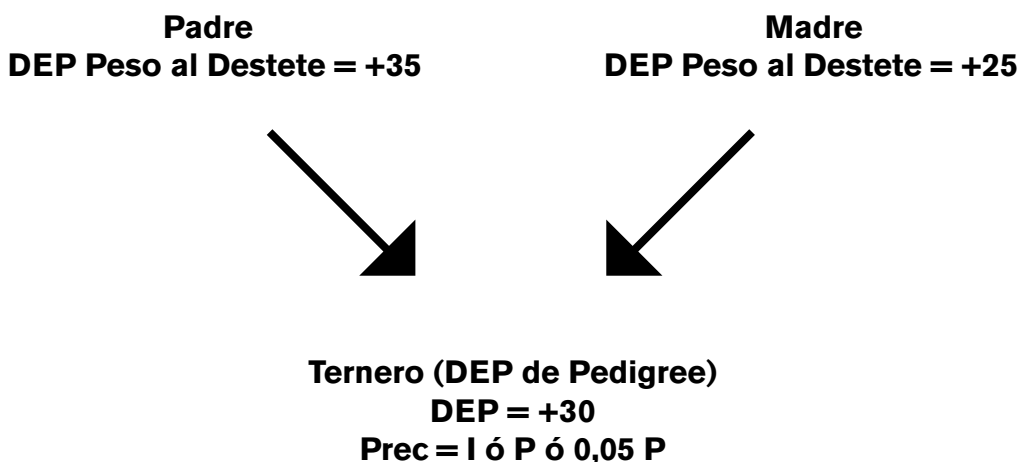 Padre
DEP Peso al Destete = +35
Madre
DEP Peso al Destete = +25
Ternero (DEP de Pedigree)
DEP = +30
Prec = I ó P ó 0,05 P